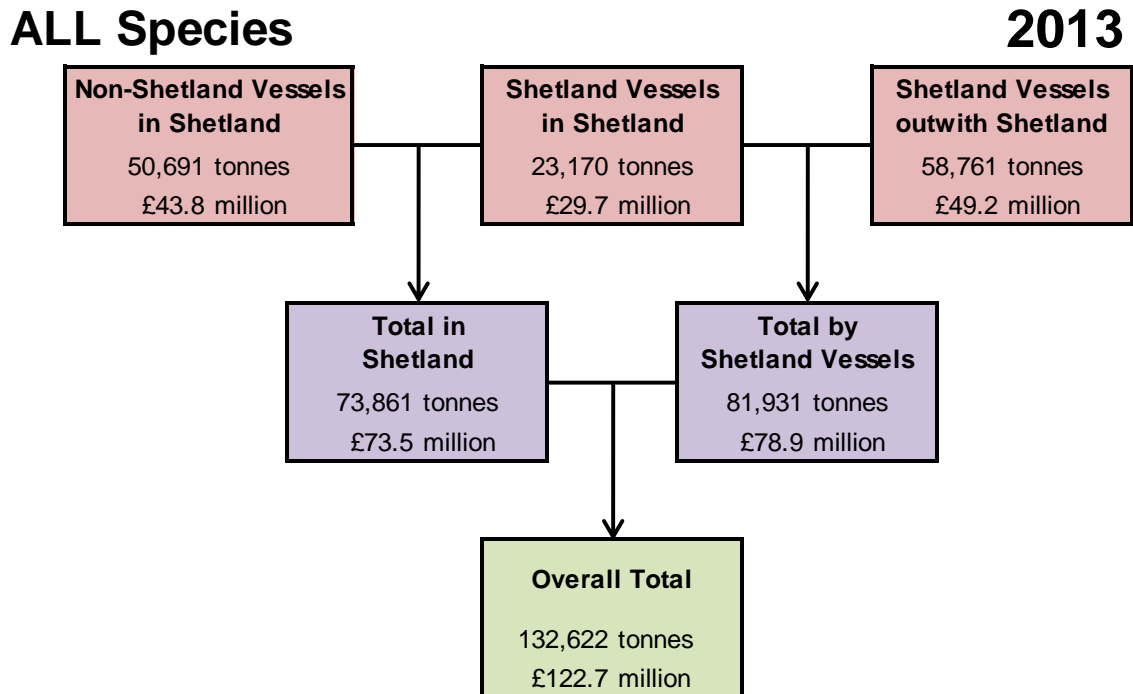 ALL Species
2013
Non-Shetland Vessels
in Shetland
50,691 tonnes
£43.8 million
Shetland Vessels
in Shetland
23,170 tonnes
£29.7 million
Shetland Vessels
outwith Shetland
58,761 tonnes
£49.2 million
Total in
Shetland
73,861 tonnes
£73.5 million
Total by
Shetland Vessels
81,931 tonnes
£78.9 million
Overall Total
132,622 tonnes
£122.7 million